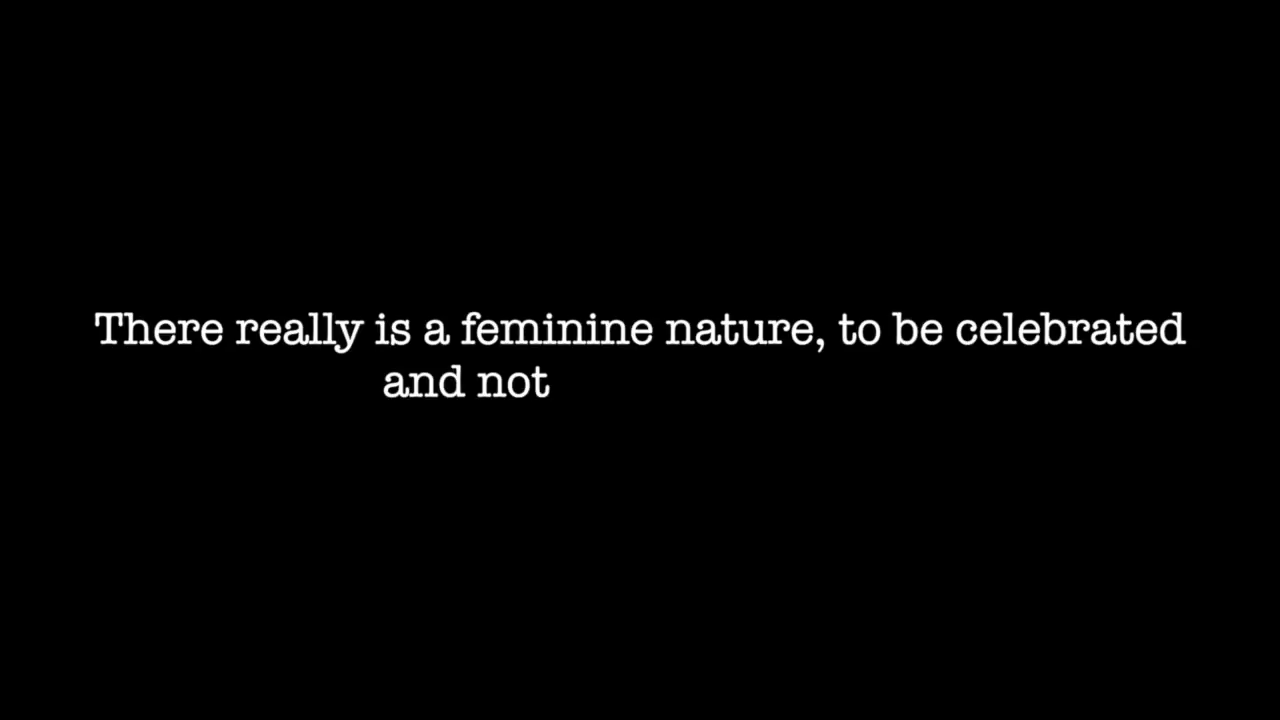 There really is a feminine nature, to be celebrated
and not